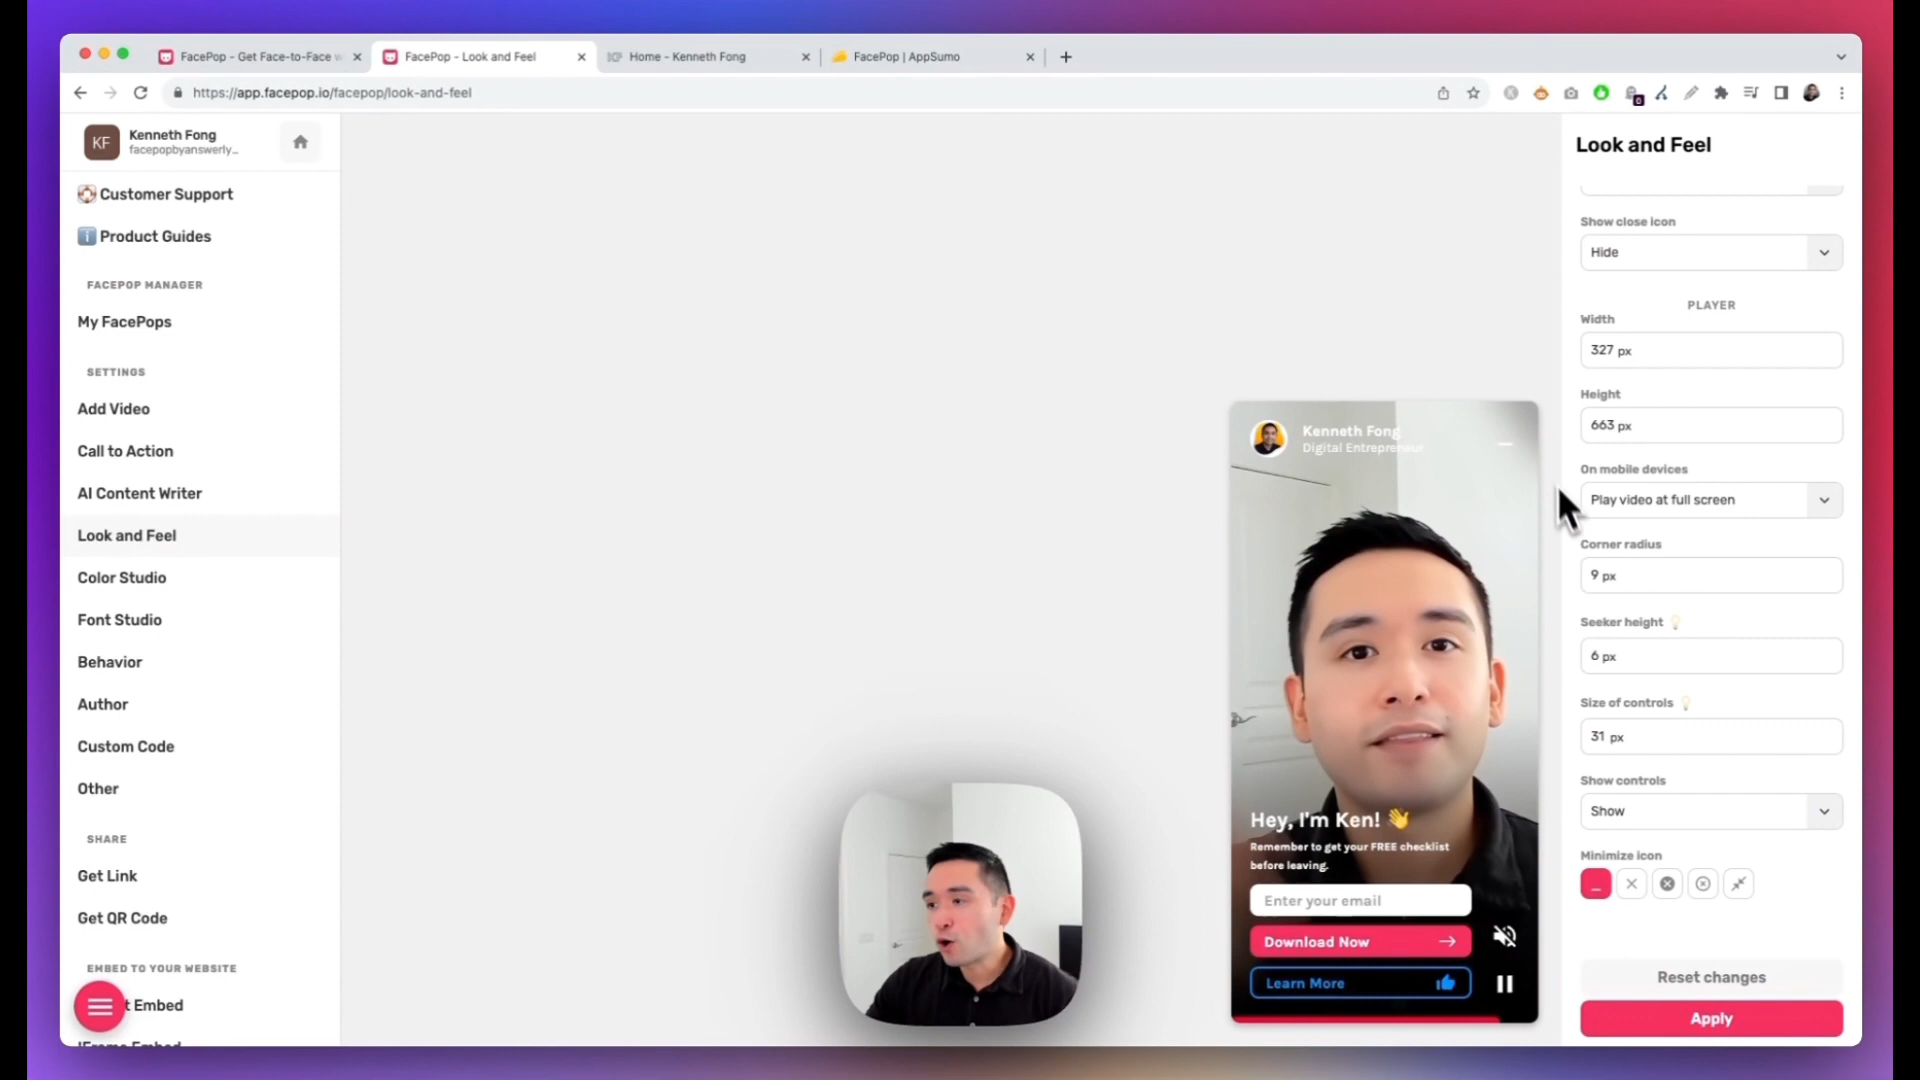 FacePop - Get Face-to-Face w
FacePop - Look and Feel
Home - Kenneth Fong
FacePop | AppSumo
https://app.facepop.io/facepop/look-and-feel
KF
Kenneth Fong
facepopbyanswerly...
Customer Support
Product Guides
FACEPOP MANAGER
My FacePops
SETTINGS
Add Video
Call to Action
AI Content Writer
Look and Feel
Color Studio
Font Studio
Behavior
Author
Custom Code
Other
SHARE
Get Link
Get QR Code
EMBED TO YOUR WEBSITE
t Embed
Kenneth Fong
Digital Entrepreneur
Hey, I'm Ken! 👋
Remember to get your FREE checklist
before leaving.
Enter your email
Download Now
Learn More
Look and Feel
Show close icon
Hide
PLAYER
Width
327 px
Height
663 px
On mobile devices
Play video at full screen
Corner radius
9 px
Seeker height
6 px
Size of controls
31 px
Show controls
Show
Minimize icon
Reset changes
Apply